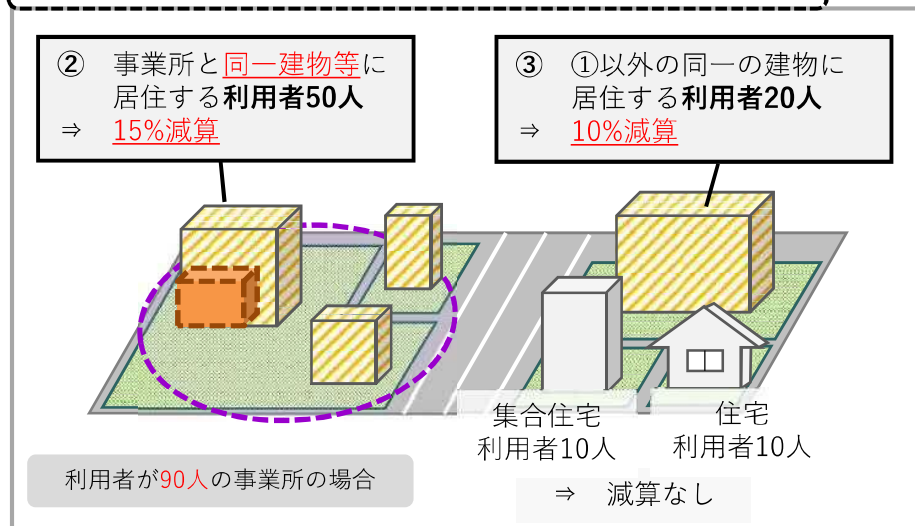 ② 事業所と同一建物等に
居住する利用者50人
⇒ 15%減算
③ ①以外の同一の建物に
居住する利用者20人
⇒ 10%減算
集合住宅
利用者10人
住宅
利用者10人
⇒ 減算なし
利用者が90人の事業所の場合